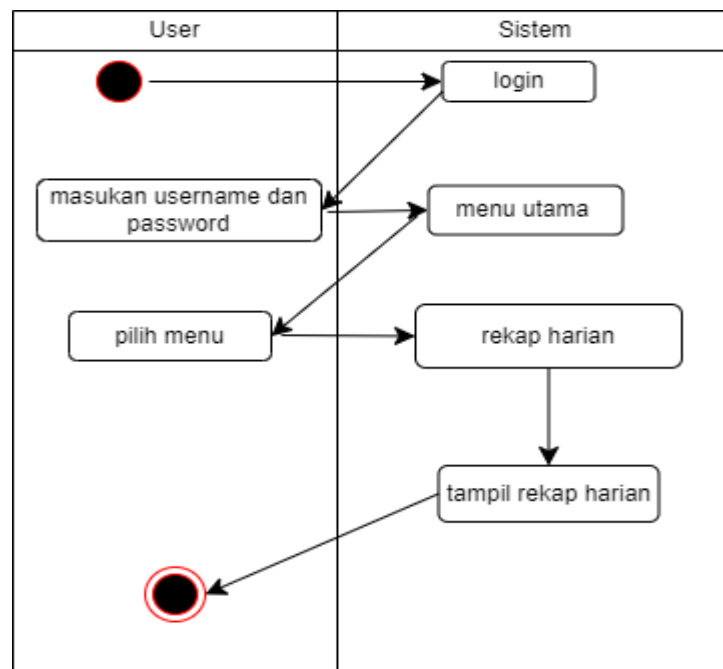 User
Sistem
login
masukan username dan
password
menu utama
pilih menu
rekap harian
tampil rekap harian